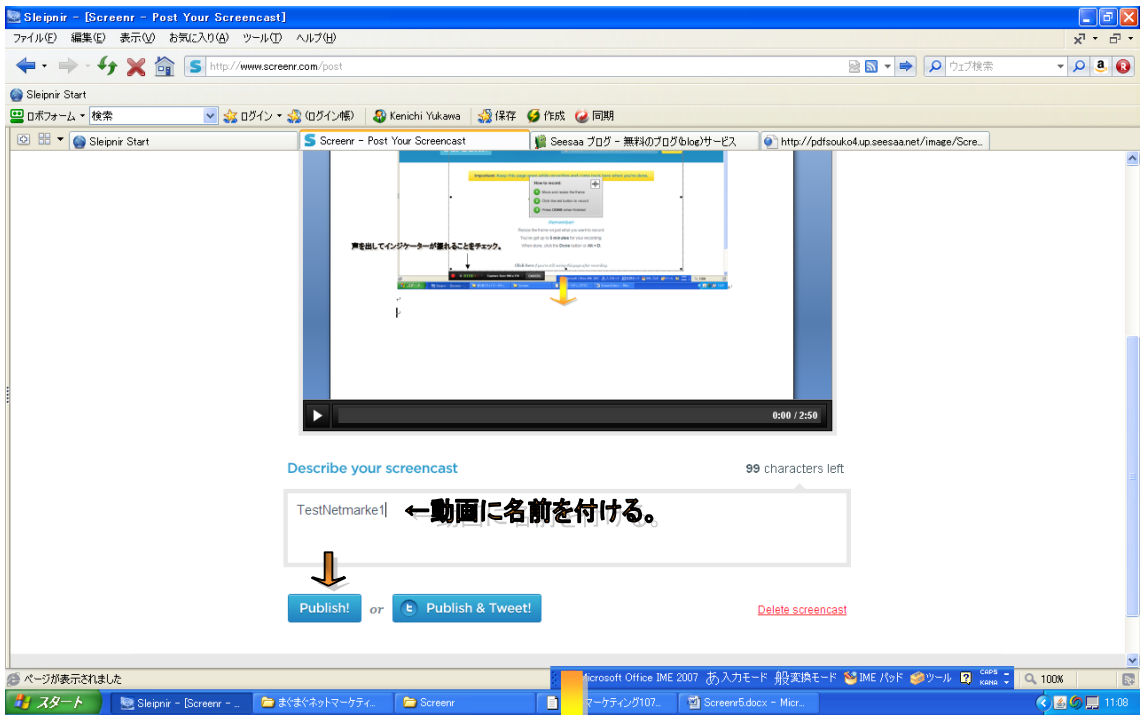 Sleipnir - [Screenr - Post Your Screencast]
ファイル(F) 編集(E) 表示(V) お気に入り(A) ツール(T) ヘルプ(H)
http://www.screenr.com/post
ウェブ検索
Sleipnir Start
ロボフォーム 検索 ログイン (ログイン帳) Kenichi Yukawa 保存 作成 同期
Sleipnir Start
Screenr - Post Your Screencast
Seesaa ブログ - 無料のブログ(blog)サービス
http://pdfsouko4.up.seesaa.net/image/Scre...
How to record:
声を出してインジケーターが振れることをチェック。
0:00 / 2:50
Describe your screencast
99 characters left
TestNetmarke1
←動画に名前を付ける。
Publish! or Publish & Tweet!
Delete screencast
ページが表示されました
Microsoft Office IME 2007 あ 入力モード 般 変換モード IME パッド ツール CAPS KANA
100%
スタート
Sleipnir - [Screenr - ...
まぐまぐネットマーケティ...
Screenr
マーケティング107...
Screenr5.docx - Micr...
11:08